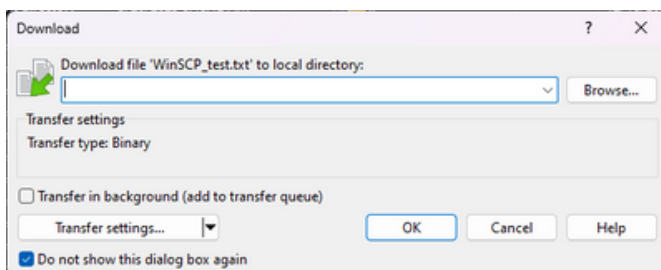 Download
Download file 'WinSCP_test.txt' to local directory:
Browse...
Transfer settings
Transfer type: Binary
Transfer in background (add to transfer queue)
Transfer settings...
OK
Cancel
Help
Do not show this dialog box again